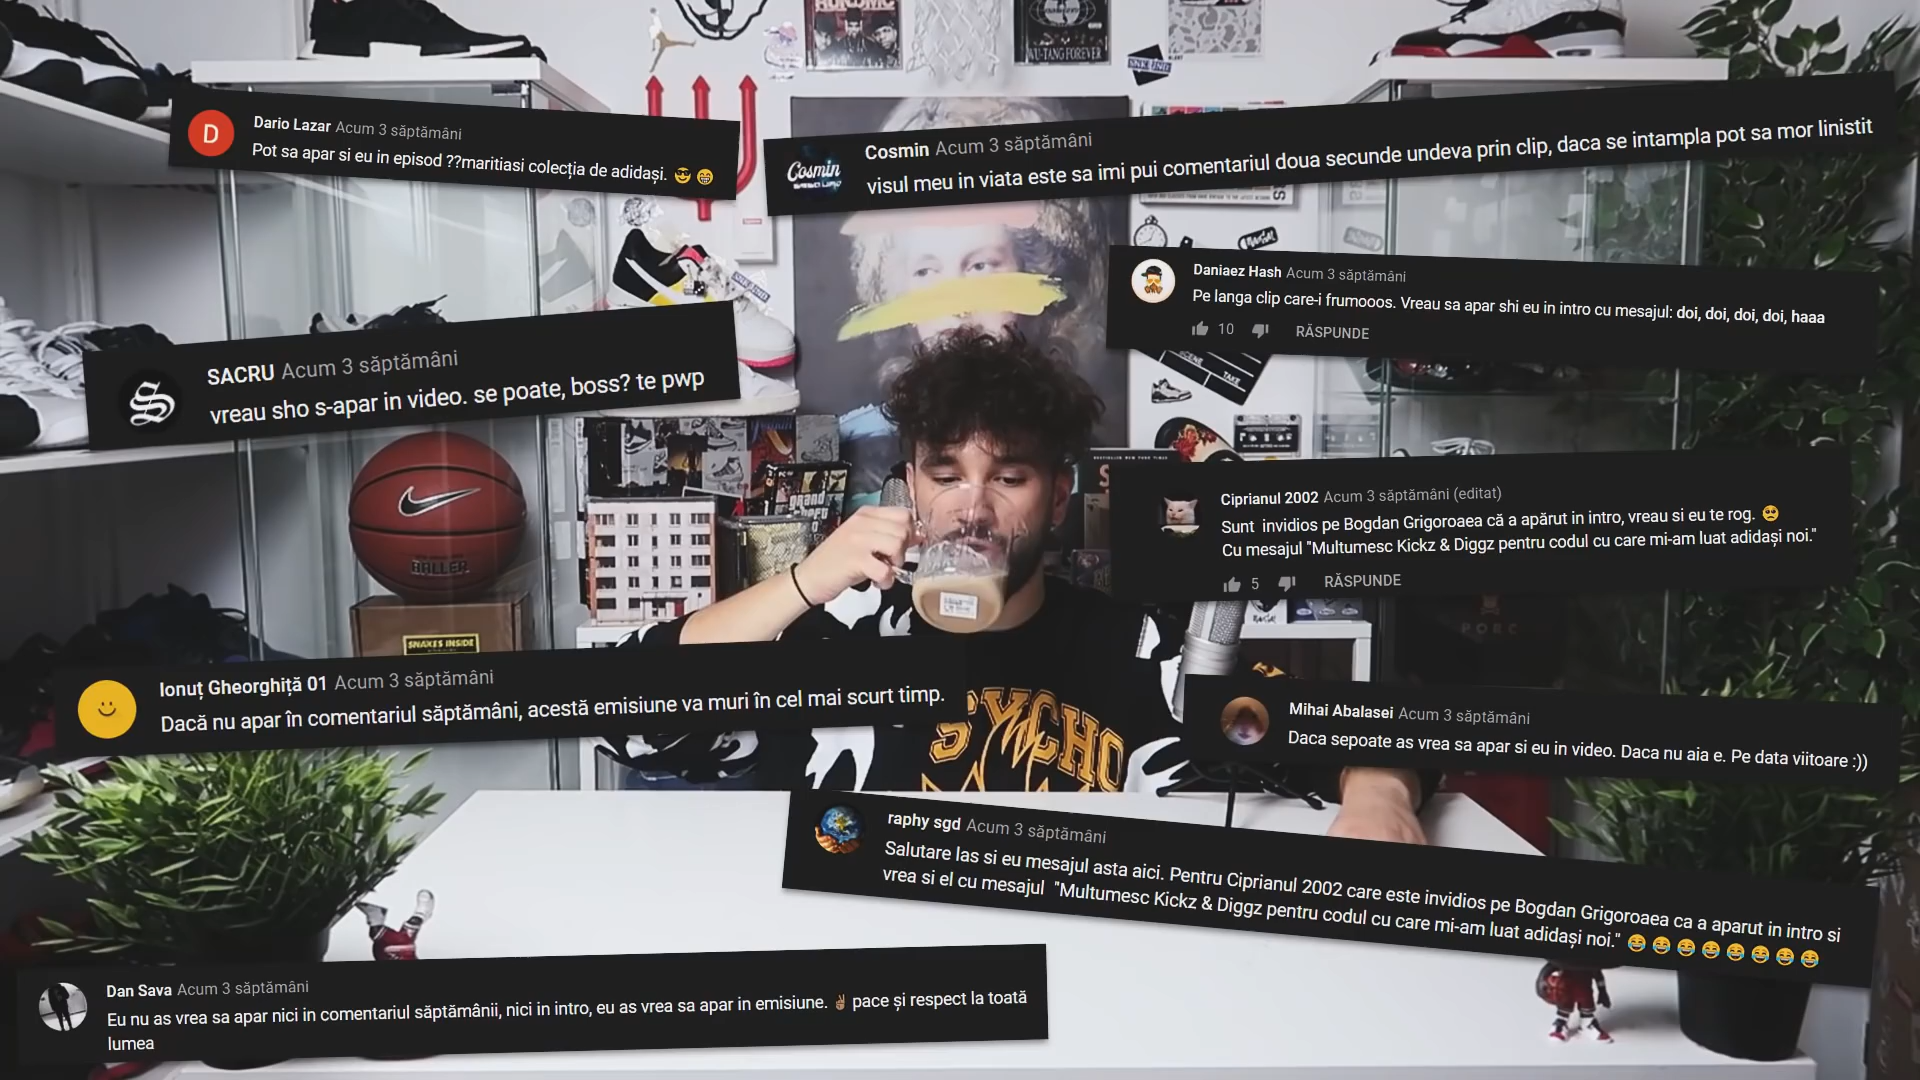 WU-TANG FOREVER
Dario Lazar Acum 3 săptămâni
Pot sa apar si eu in episod ??maritiasi colecția de adidași. 😎 😁
Cosmin Acum 3 săptămâni
visul meu in viata este sa imi pui comentariul doua secunde undeva prin clip, daca se intampla pot sa mor linistit
Cosmin
Daniaez Hash Acum 3 săptămâni
Pe langa clip care-i frumooos. Vreau sa apar shi eu in intro cu mesajul: doi, doi, doi, doi, haaa
10 RĂSPUNDE
SACRU Acum 3 săptămâni
vreau sho s-apar in video. se poate, boss? te pwp
SCENE TAKE
grand
Ciprianul 2002 Acum 3 săptămâni (editat)
Sunt invidios pe Bogdan Grigoroaea că a apărut in intro, vreau si eu te rog. 🥺
Cu mesajul "Multumesc Kickz & Diggz pentru codul cu care mi-am luat adidași noi."
5 RĂSPUNDE
BALLER
SNAKES INSIDE
Ionuț Gheorghiță 01 Acum 3 săptămâni
Dacă nu apar în comentariul săptămâni, acestă emisiune va muri în cel mai scurt timp.
PSYCHO
Mihai Abalasei Acum 3 săptămâni
Daca sepoate as vrea sa apar si eu in video. Daca nu aia e. Pe data viitoare :))
raphy sgd Acum 3 săptămâni
Salutare las si eu mesajul asta aici. Pentru Ciprianul 2002 care este invidios pe Bogdan Grigoroaea ca a aparut in intro si
vrea si el cu mesajul "Multumesc Kickz & Diggz pentru codul cu care mi-am luat adidași noi." 😂 😂 😂 😂 😂 😂 😂 😂
Dan Sava Acum 3 săptămâni
Eu nu as vrea sa apar nici in comentariul săptămânii, nici in intro, eu as vrea sa apar in emisiune. ✌🏽 pace și respect la toată
lumea